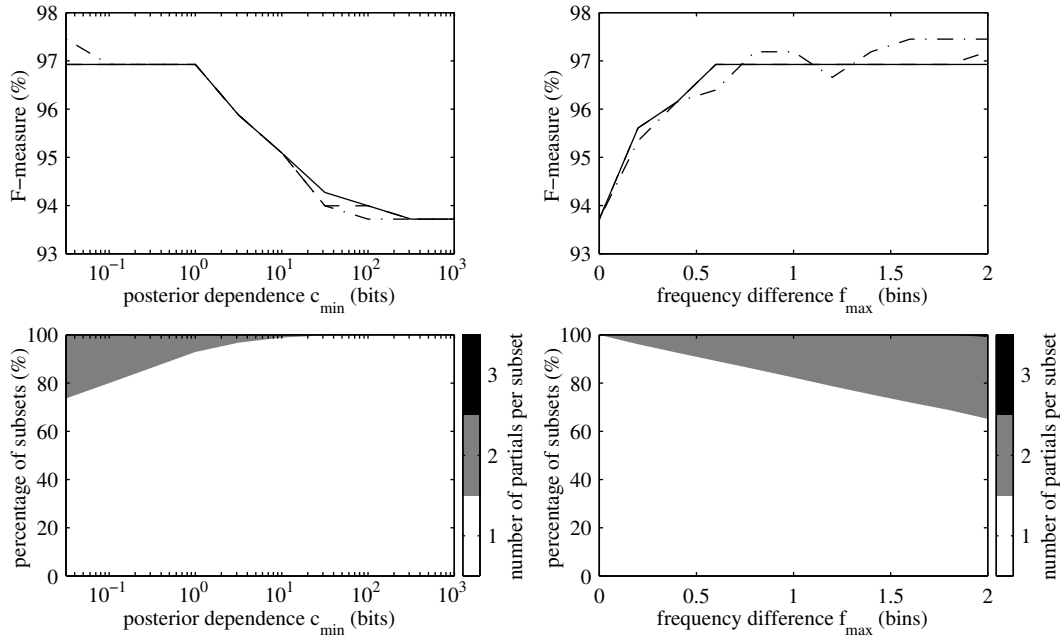 98
97
96
95
94
93
F−measure (%)
10^−1 10^0 10^1 10^2 10^3
posterior dependence c_min (bits)
98
97
96
95
94
93
F−measure (%)
0 0.5 1 1.5 2
frequency difference f_max (bins)
100
80
60
40
20
0
percentage of subsets (%)
10^−1 10^0 10^1 10^2 10^3
posterior dependence c_min (bits)
3
2
1
number of partials per subset
100
80
60
40
20
0
percentage of subsets (%)
0 0.5 1 1.5 2
frequency difference f_max (bins)
3
2
1
number of partials per subset